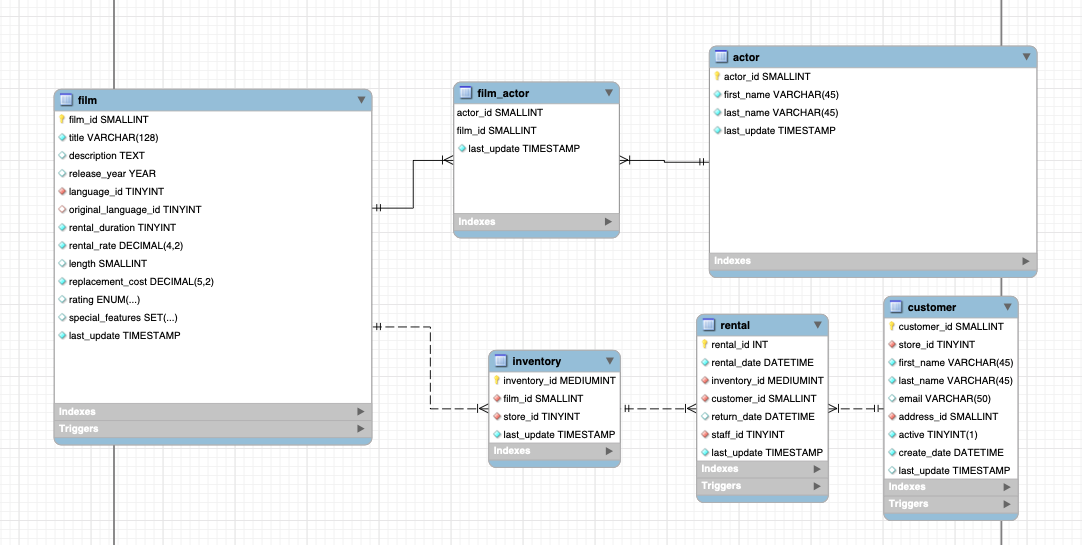 film
film_id SMALLINT
title VARCHAR(128)
description TEXT
release_year YEAR
language_id TINYINT
original_language_id TINYINT
rental_duration TINYINT
rental_rate DECIMAL(4,2)
length SMALLINT
replacement_cost DECIMAL(5,2)
rating ENUM(...)
special_features SET(...)
last_update TIMESTAMP
Indexes
Triggers
film_actor
actor_id SMALLINT
film_id SMALLINT
last_update TIMESTAMP
Indexes
actor
actor_id SMALLINT
first_name VARCHAR(45)
last_name VARCHAR(45)
last_update TIMESTAMP
Indexes
inventory
inventory_id MEDIUMINT
film_id SMALLINT
store_id TINYINT
last_update TIMESTAMP
Indexes
rental
rental_id INT
rental_date DATETIME
inventory_id MEDIUMINT
customer_id SMALLINT
return_date DATETIME
staff_id TINYINT
last_update TIMESTAMP
Indexes
Triggers
customer
customer_id SMALLINT
store_id TINYINT
first_name VARCHAR(45)
last_name VARCHAR(45)
email VARCHAR(50)
address_id SMALLINT
active TINYINT(1)
create_date DATETIME
last_update TIMESTAMP
Indexes
Triggers